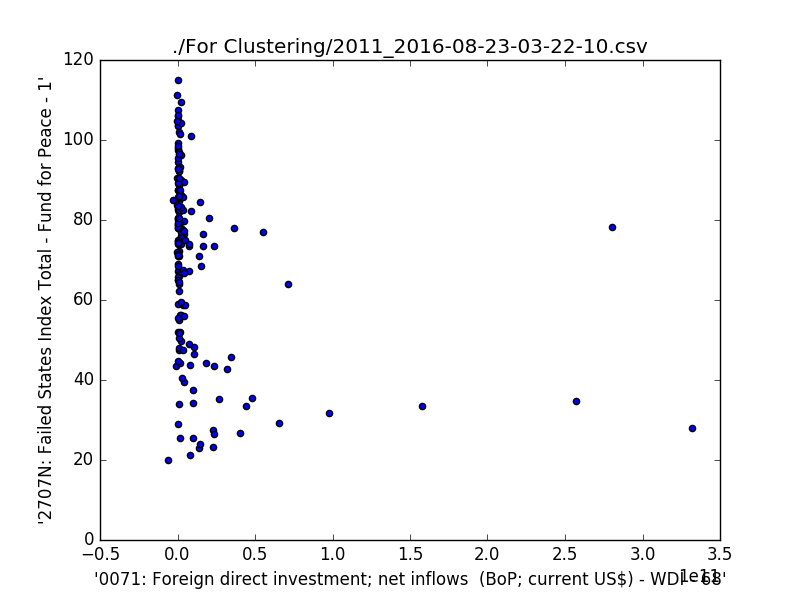 ./For Clustering/2011_2016-08-23-03-22-10.csv
120
100
80
60
40
20
0
'2707N: Failed States Index Total - Fund for Peace - 1'
−0.5 0.0 0.5 1.0 1.5 2.0 2.5 3.0 3.5
1e11
'0071: Foreign direct investment; net inflows (BoP; current US$) - WDI - 68'